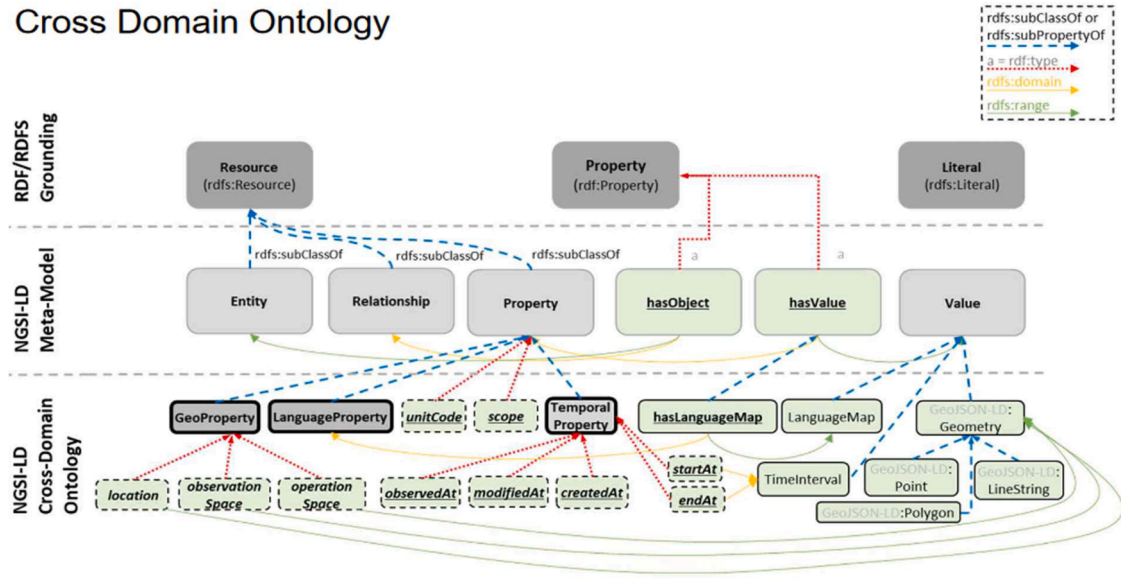 Cross Domain Ontology
rdfs:subClassOf or
rdfs:subPropertyOf
a = rdf:type
rdfs:domain
rdfs:range
RDF/RDFS
Grounding
Resource
(rdfs:Resource)
Property
(rdf:Property)
Literal
(rdfs:Literal)
rdfs:subClassOf
rdfs:subClassOf
rdfs:subClassOf
a
a
NGSI-LD
Meta-Model
Entity
Relationship
Property
hasObject
hasValue
Value
NGSI-LD
Cross-Domain
Ontology
GeoProperty
LanguageProperty
unitCode
scope
Temporal
Property
hasLanguageMap
LanguageMap
GeoJSON-LD:
Geometry
location
observation
Space
operation
Space
observedAt
modifiedAt
createdAt
startAt
endAt
TimeInterval
GeoJSON-LD:
Point
GeoJSON-LD:
LineString
GeoJSON-LD:Polygon